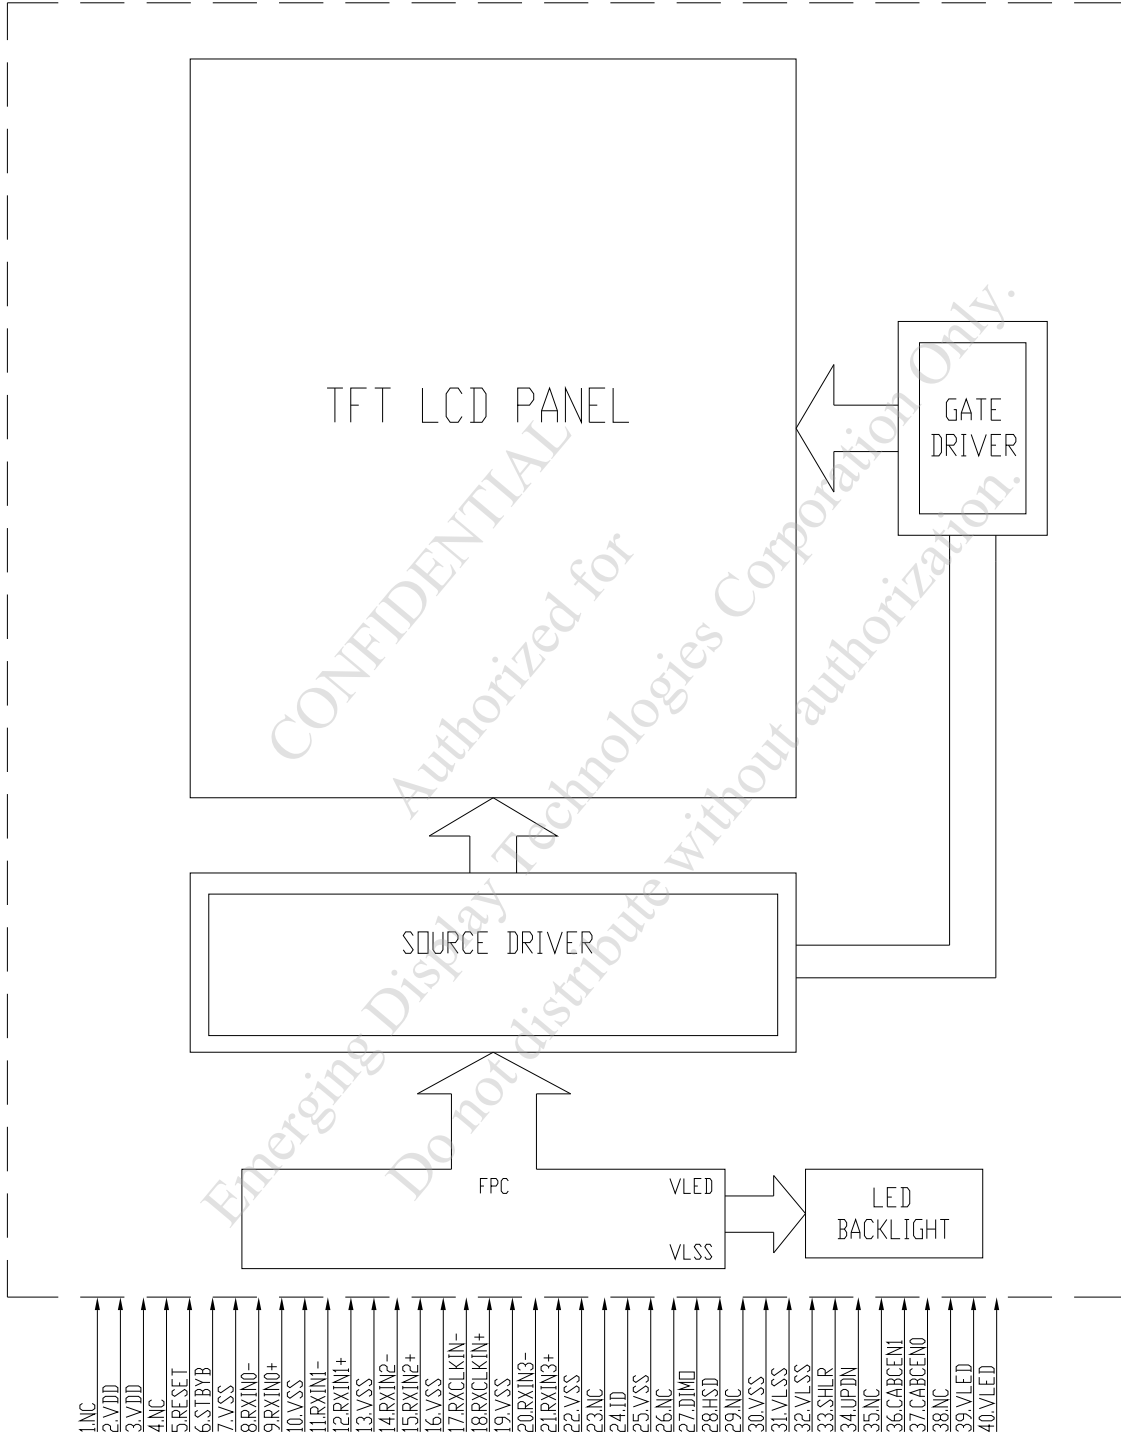 TFT LCD PANEL
GATE
DRIVER
CONFIDENTIAL
Authorized for
Emerging Display Technologies Corporation Only.
Do not distribute without authorization.
SOURCE DRIVER
FPC
VLED
VLSS
LED
BACKLIGHT
1.NC
2.VDD
3.VDD
4.NC
5.RESET
6.STBYB
7.VSS
8.RXIN0-
9.RXIN0+
10.VSS
11.RXIN1-
12.RXIN1+
13.VSS
14.RXIN2-
15.RXIN2+
16.VSS
17.RXCLKIN-
18.RXCLKIN+
19.VSS
20.RXIN3-
21.RXIN3+
22.VSS
23.NC
24.ID
25.VSS
26.NC
27.DIMO
28.HSD
29.NC
30.VSS
31.VLSS
32.VLSS
33.SHLR
34.UPDN
35.NC
36.CABCEN1
37.CABCEN0
38.NC
39.VLED
40.VLED